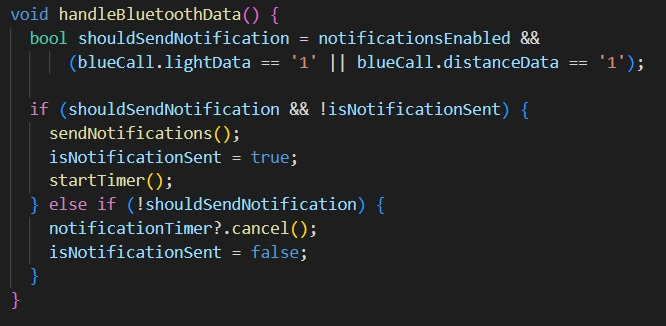 void handleBluetoothData() {
  bool shouldSendNotification = notificationsEnabled &&
      (blueCall.lightData == '1' || blueCall.distanceData == '1');

  if (shouldSendNotification && !isNotificationSent) {
    sendNotifications();
    isNotificationSent = true;
    startTimer();
  } else if (!shouldSendNotification) {
    notificationTimer?.cancel();
    isNotificationSent = false;
  }
}